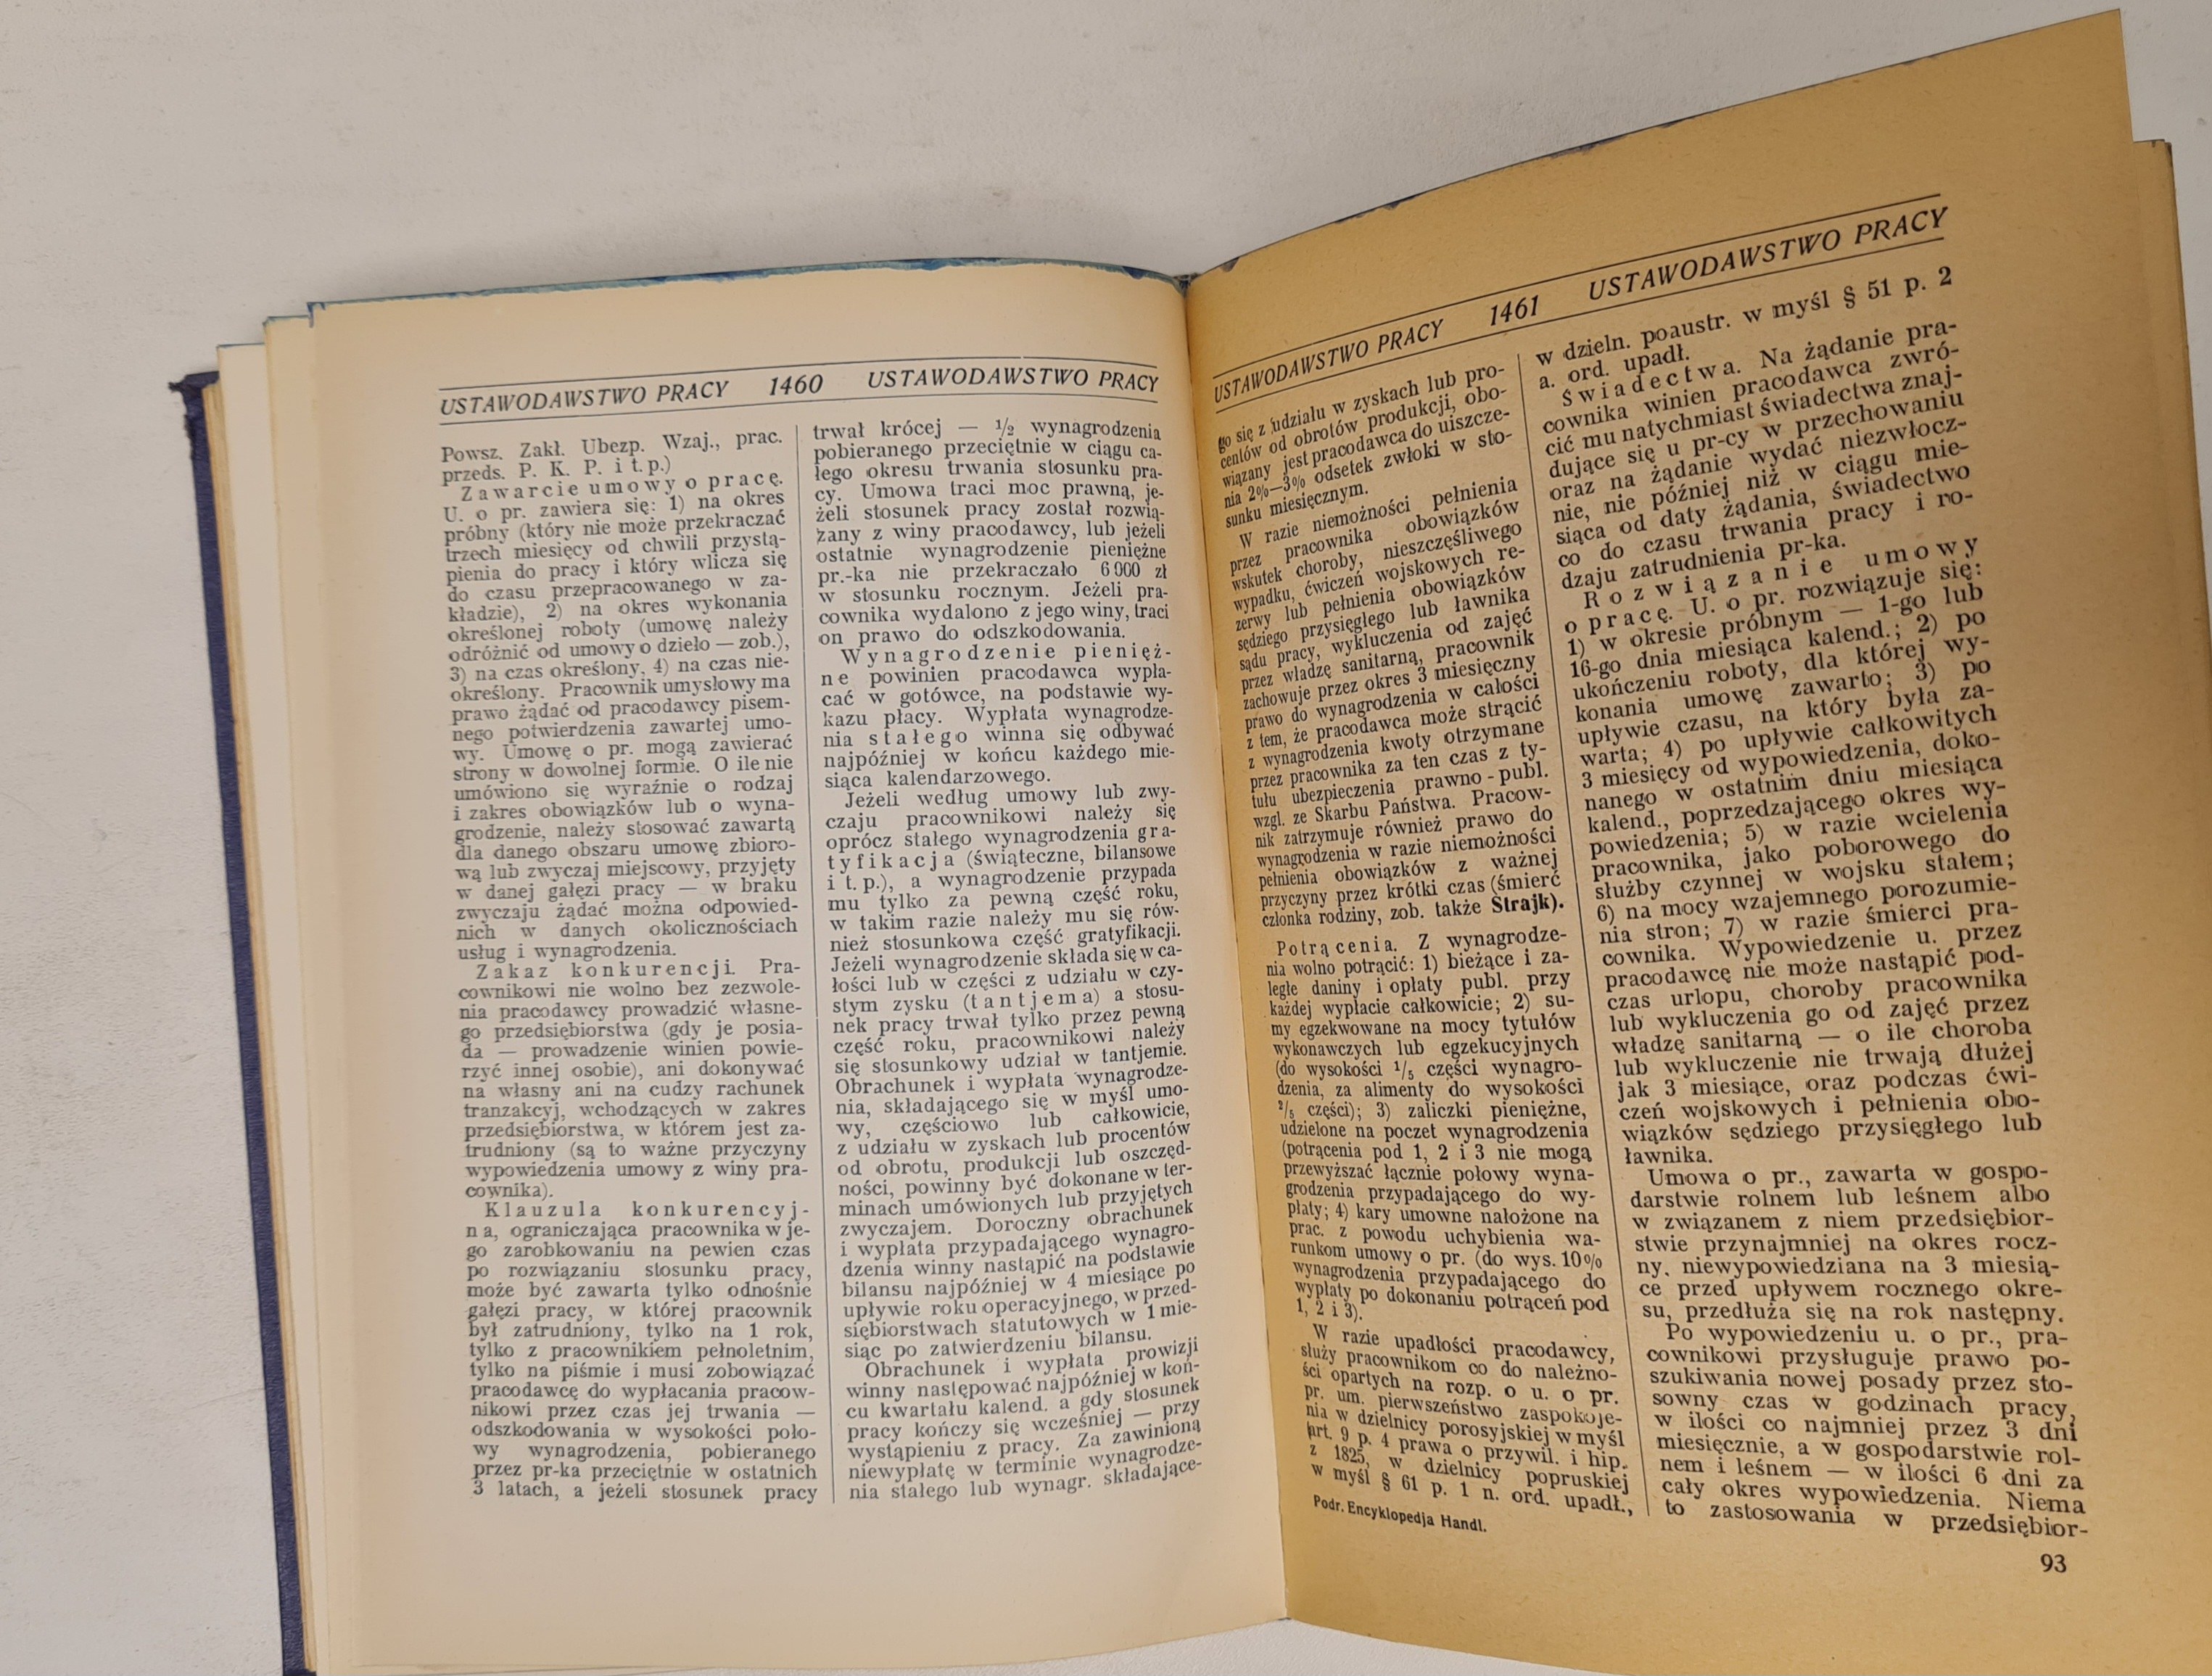 USTAWODAWSTWO PRACY 1460 USTAWODAWSTWO PRACY
Powsz. Zakł. Ubezp. Wzaj., prac.
przeds. P. K. P. i t. p.)
Zawarcie umowy o pracę.
U. o pr. zawiera się: 1) na okres
próbny (który nie może przekraczać
trzech miesięcy od chwili przystą-
pienia do pracy i który wlicza się
do czasu przepracowanego w za-
kładzie), 2) na okres wykonania
określonej roboty (umowę należy
odróżnić od umowy o dzieło — zob.),
3) na czas określony, 4) na czas nie-
określony. Pracownik umysłowy ma
prawo żądać od pracodawcy pisem-
nego potwierdzenia zawartej umo-
wy. Umowę o pr. mogą zawierać
strony w dowolnej formie. O ile nie
umówiono się wyraźnie o rodzaj
i zakres obowiązków lub o wyna-
grodzenie, należy stosować zawartą
dla danego obszaru umowę zbioro-
wą lub zwyczaj miejscowy, przyjęty
w danej gałęzi pracy — w braku
zwyczaju żądać można odpowied-
nich w danych okolicznościach
usług i wynagrodzenia.
Zakaz konkurencji. Pra-
cownikowi nie wolno bez zezwole-
nia pracodawcy prowadzić własne-
go przedsiębiorstwa (gdy je posia-
da — prowadzenie winien powie-
rzyć innej osobie), ani dokonywać
na własny ani na cudzy rachunek
tranzakcyj, wchodzących w zakres
przedsiębiorstwa, w którem jest za-
trudniony (są to ważne przyczyny
wypowiedzenia umowy z winy pra-
cownika).
Klauzula konkurencyj-
na, ograniczająca pracownika w je-
go zarobkowaniu na pewien czas
po rozwiązaniu stosunku pracy,
może być zawarta tylko odnośnie
gałęzi pracy, w której pracownik
był zatrudniony, tylko na 1 rok,
tylko z pracownikiem pełnoletnim,
tylko na piśmie i musi zobowiązać
pracodawcę do wypłacania pracow-
nikowi przez czas jej trwania —
odszkodowania w wysokości poło-
wy wynagrodzenia, pobieranego
przez pr-ka przeciętnie w ostatnich
3 latach, a jeżeli stosunek pracy
trwał krócej — 1/2 wynagrodzenia
pobieranego przeciętnie w ciągu ca-
łego okresu trwania stosunku pra-
cy. Umowa traci moc prawną, je-
żeli stosunek pracy został rozwią-
zany z winy pracodawcy, lub jeżeli
ostatnie wynagrodzenie pieniężne
pr.-ka nie przekraczało 6 000 zł
w stosunku rocznym. Jeżeli pra-
cownika wydalono z jego winy, traci
on prawo do odszkodowania.
Wynagrodzenie pienięż-
ne powinien pracodawca wypła-
cać w gotówce, na podstawie wy-
kazu płacy. Wypłata wynagrodze-
nia stałego winna się odbywać
najpóźniej w końcu każdego mie-
siąca kalendarzowego.
Jeżeli według umowy lub zwy-
czaju pracownikowi należy się
oprócz stałego wynagrodzenia gra-
tyfikacja (świąteczne, bilansowe
i t. p.), a wynagrodzenie przypada
mu tylko za pewną część roku,
w takim razie należy mu się rów-
nież stosunkowa część gratyfikacji.
Jeżeli wynagrodzenie składa się w ca-
łości lub w części z udziału w czy-
stym zysku (tantjema) a stosu-
nek pracy trwał tylko przez pewną
część roku, pracownikowi należy
się stosunkowy udział w tantjemie.
Obrachunek i wypłata wynagrodze-
nia, składającego się w myśl umo-
wy, częściowo lub całkowicie,
z udziału w zyskach lub procentów
od obrotu, produkcji lub oszczęd-
ności, powinny być dokonane w ter-
minach umówionych lub przyjętych
zwyczajem. Doroczny obrachunek
i wypłata przypadającego wynagro-
dzenia winny nastąpić na podstawie
bilansu najpóźniej w 4 miesiące po
upływie roku operacyjnego, w przed-
siębiorstwach statutowych w 1 mie-
siąc po zatwierdzeniu bilansu.
Obrachunek i wypłata prowizji
winny następować najpóźniej w koń-
cu kwartału kalend. a gdy stosunek
pracy kończy się wcześniej — przy
wystąpieniu z pracy. Za zawinioną
niewypłatę w terminie wynagrodze-
nia stałego lub wynagr. składające-
USTAWODAWSTWO PRACY 1461 USTAWODAWSTWO PRACY
go się z udziału w zyskach lub pro-
centów od obrotów produkcji, obo-
wiązany jest pracodawca do uiszcze-
nia 2%—3% odsetek zwłoki w sto-
sunku miesięcznym.
W razie niemożności pełnienia
przez pracownika obowiązków
wskutek choroby, nieszczęśliwego
wypadku, ćwiczeń wojskowych re-
zerwy lub pełnienia obowiązków
sędziego przysięgłego lub ławnika
sądu pracy, wykluczenia od zajęć
przez władzę sanitarną, pracownik
zachowuje przez okres 3 miesięczny
prawo do wynagrodzenia w całości
z tem, że pracodawca może strącić
z wynagrodzenia kwoty otrzymane
przez pracownika za ten czas z ty-
tułu ubezpieczenia prawno - publ.
wzgl. ze Skarbu Państwa. Pracow-
nik zatrzymuje również prawo do
wynagrodzenia w razie niemożności
pełnienia obowiązków z ważnej
przyczyny przez krótki czas (śmierć
członka rodziny, zob. także Strajk).
Potrącenia. Z wynagrodze-
nia wolno potrącić: 1) bieżące i za-
ległe daniny i opłaty publ. przy
każdej wypłacie całkowicie; 2) su-
my egzekwowane na mocy tytułów
wykonawczych lub egzekucyjnych
(do wysokości 1/5 części wynagro-
dzenia, za alimenty do wysokości
2/5 części); 3) zaliczki pieniężne,
udzielone na poczet wynagrodzenia
(potrącenia pod 1, 2 i 3 nie mogą
przewyższać łącznie połowy wyna-
grodzenia przypadającego do wy-
płaty; 4) kary umowne nałożone na
prac. z powodu uchybienia wa-
runkom umowy o pr. (do wys. 10%
wynagrodzenia przypadającego do
wypłaty po dokonaniu potrąceń pod
1, 2 i 3).
W razie upadłości pracodawcy,
służy pracownikom co do należno-
ści opartych na rozp. o u. o pr.
pr. um. pierwszeństwo zaspokoje-
nia w dzielnicy porosyjskiej w myśl
art. 9 p. 4 prawa o przywil. i hip.
z 1825, w dzielnicy popruskiej
w myśl § 61 p. 1 n. ord. upadł.,
Podr. Encyklopedja Handl.
w dzieln. poaustr. w myśl § 51 p. 2
a. ord. upadł.
Świadectwa. Na żądanie pra-
cownika winien pracodawca zwró-
cić mu natychmiast świadectwa znaj-
dujące się u pr-cy w przechowaniu
oraz na żądanie wydać niezwłocz-
nie, nie później niż w ciągu mie-
siąca od daty żądania, świadectwo
co do czasu trwania pracy i ro-
dzaju zatrudnienia pr-ka.
Rozwiązanie umowy
o pracę. U. o pr. rozwiązuje się:
1) w okresie próbnym — 1-go lub
16-go dnia miesiąca kalend.; 2) po
ukończeniu roboty, dla której wy-
konania umowę zawarto; 3) po
upływie czasu, na który była za-
warta; 4) po upływie całkowitych
3 miesięcy od wypowiedzenia, doko-
nanego w ostatnim dniu miesiąca
kalend., poprzedzającego okres wy-
powiedzenia; 5) w razie wcielenia
pracownika, jako poborowego do
służby czynnej w wojsku stałem;
6) na mocy wzajemnego porozumie-
nia stron; 7) w razie śmierci pra-
cownika. Wypowiedzenie u. przez
pracodawcę nie może nastąpić pod-
czas urlopu, choroby pracownika
lub wykluczenia go od zajęć przez
władzę sanitarną — o ile choroba
lub wykluczenie nie trwają dłużej
jak 3 miesiące, oraz podczas ćwi-
czeń wojskowych i pełnienia obo-
wiązków sędziego przysięgłego lub
ławnika.
Umowa o pr., zawarta w gospo-
darstwie rolnem lub leśnem albo
w związanem z niem przedsiębior-
stwie przynajmniej na okres rocz-
ny, niewypowiedziana na 3 miesią-
ce przed upływem rocznego okre-
su, przedłuża się na rok następny.
Po wypowiedzeniu u. o pr., pra-
cownikowi przysługuje prawo po-
szukiwania nowej posady przez sto-
sowny czas w godzinach pracy,
w ilości co najmniej przez 3 dni
miesięcznie, a w gospodarstwie rol-
nem i leśnem — w ilości 6 dni za
cały okres wypowiedzenia. Niema
to zastosowania w przedsiębior-
93